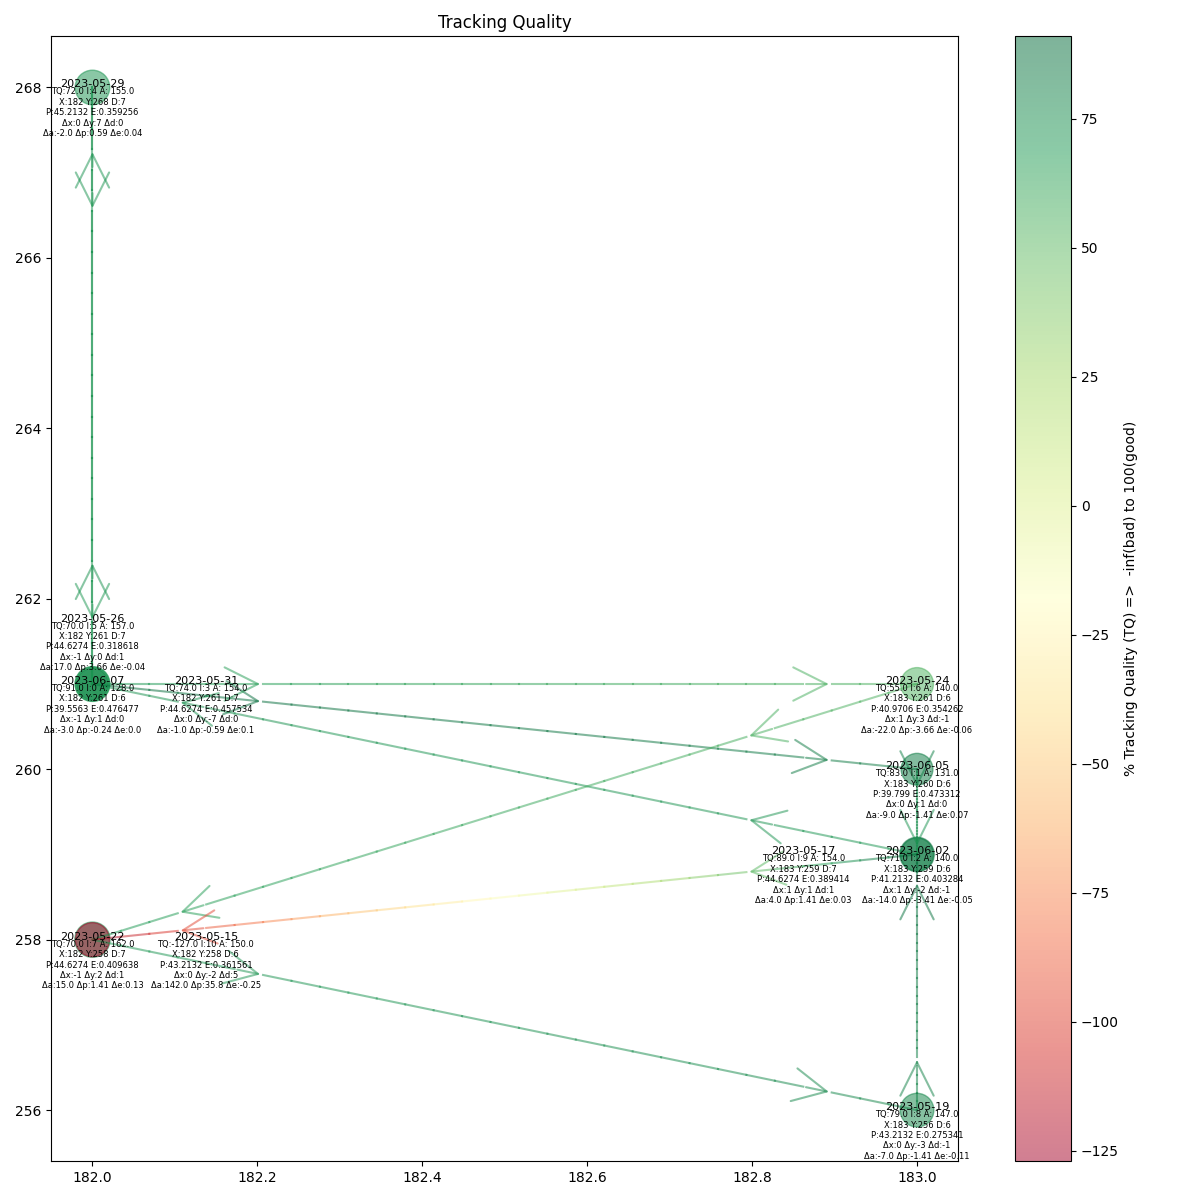 Tracking Quality
268
266
264
262
260
258
256
182.0
182.2
182.4
182.6
182.8
183.0
2023-05-29
TQ:72.0 I:4 A: 155.0
X:182 Y:268 D:7
P:45.2132 E:0.359256
Δx:0 Δy:7 Δd:0
Δa:-2.0 Δp:0.59 Δe:0.04
2023-05-26
TQ:70.0 I:5 A: 157.0
X:182 Y:261 D:7
P:44.6274 E:0.318618
Δx:-1 Δy:0 Δd:1
Δa:17.0 Δp:3.66 Δe:-0.04
2023-06-07
TQ:91.0 I:0 A: 128.0
X:182 Y:261 D:6
P:39.5563 E:0.476477
Δx:-1 Δy:1 Δd:0
Δa:-3.0 Δp:-0.24 Δe:0.0
2023-05-31
TQ:74.0 I:3 A: 154.0
X:182 Y:261 D:7
P:44.6274 E:0.457534
Δx:0 Δy:-7 Δd:0
Δa:-1.0 Δp:-0.59 Δe:0.1
2023-05-24
TQ:55.0 I:6 A: 140.0
X:183 Y:261 D:6
P:40.9706 E:0.354262
Δx:1 Δy:3 Δd:-1
Δa:-22.0 Δp:-3.66 Δe:-0.06
2023-06-05
TQ:83.0 I:1 A: 131.0
X:183 Y:260 D:6
P:39.799 E:0.473312
Δx:0 Δy:1 Δd:0
Δa:-9.0 Δp:-1.41 Δe:0.07
2023-05-17
TQ:89.0 I:9 A: 154.0
X:183 Y:259 D:7
P:44.6274 E:0.389414
Δx:1 Δy:1 Δd:1
Δa:4.0 Δp:1.41 Δe:0.03
2023-06-02
TQ:71.0 I:2 A: 140.0
X:183 Y:259 D:6
P:41.2132 E:0.403284
Δx:1 Δy:-2 Δd:-1
Δa:-14.0 Δp:-3.41 Δe:-0.05
2023-05-22
TQ:70.0 I:7 A: 162.0
X:182 Y:258 D:7
P:44.6274 E:0.409638
Δx:-1 Δy:2 Δd:1
Δa:15.0 Δp:1.41 Δe:0.13
2023-05-15
TQ:-127.0 I:10 A: 150.0
X:182 Y:258 D:6
P:43.2132 E:0.361561
Δx:0 Δy:-2 Δd:5
Δa:142.0 Δp:35.8 Δe:-0.25
2023-05-19
TQ:79.0 I:8 A: 147.0
X:183 Y:256 D:6
P:43.2132 E:0.275341
Δx:0 Δy:-3 Δd:-1
Δa:-7.0 Δp:-1.41 Δe:-0.11
75
50
25
0
−25
−50
−75
−100
−125
% Tracking Quality (TQ) => -inf(bad) to 100(good)